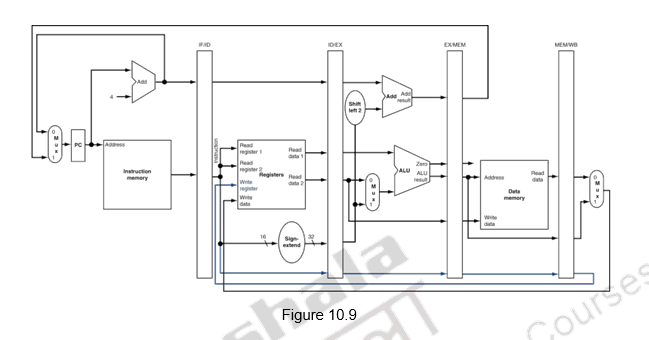 IF/ID
ID/EX
EX/MEM
MEM/WB
Add
4
Shift
left 2
Add
Add
result
0
M
u
x
1
PC
Address
Instruction
memory
Instruction
Read
register 1
Read
register 2
Registers
Write
register
Write
data
Read
data 1
Read
data 2
0
M
u
x
1
ALU
Zero
ALU
result
Address
Data
memory
Write
data
Read
data
0
M
u
x
1
16
Sign-
extend
32
Figure 10.9
shala
Courses